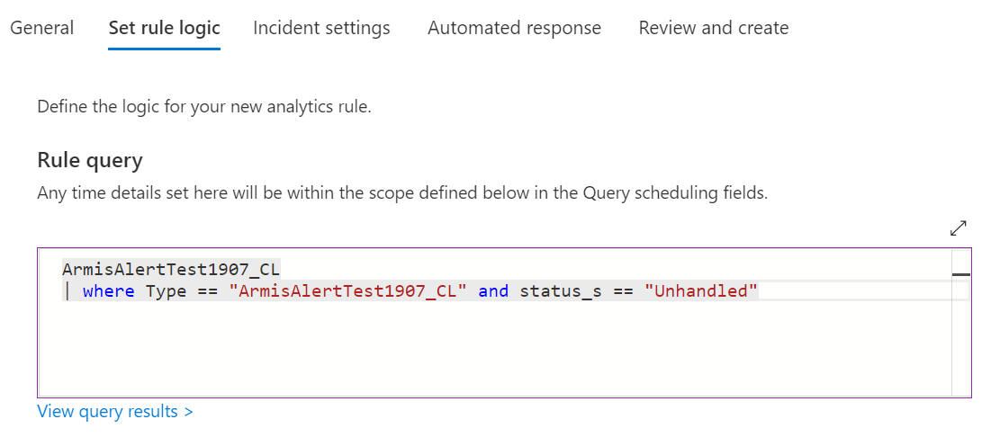 General Set rule logic Incident settings Automated response Review and create
Define the logic for your new analytics rule.
Rule query
Any time details set here will be within the scope defined below in the Query scheduling fields.
ArmisAlertTest1907_CL
| where Type == "ArmisAlertTest1907_CL" and status_s == "Unhandled"
View query results >